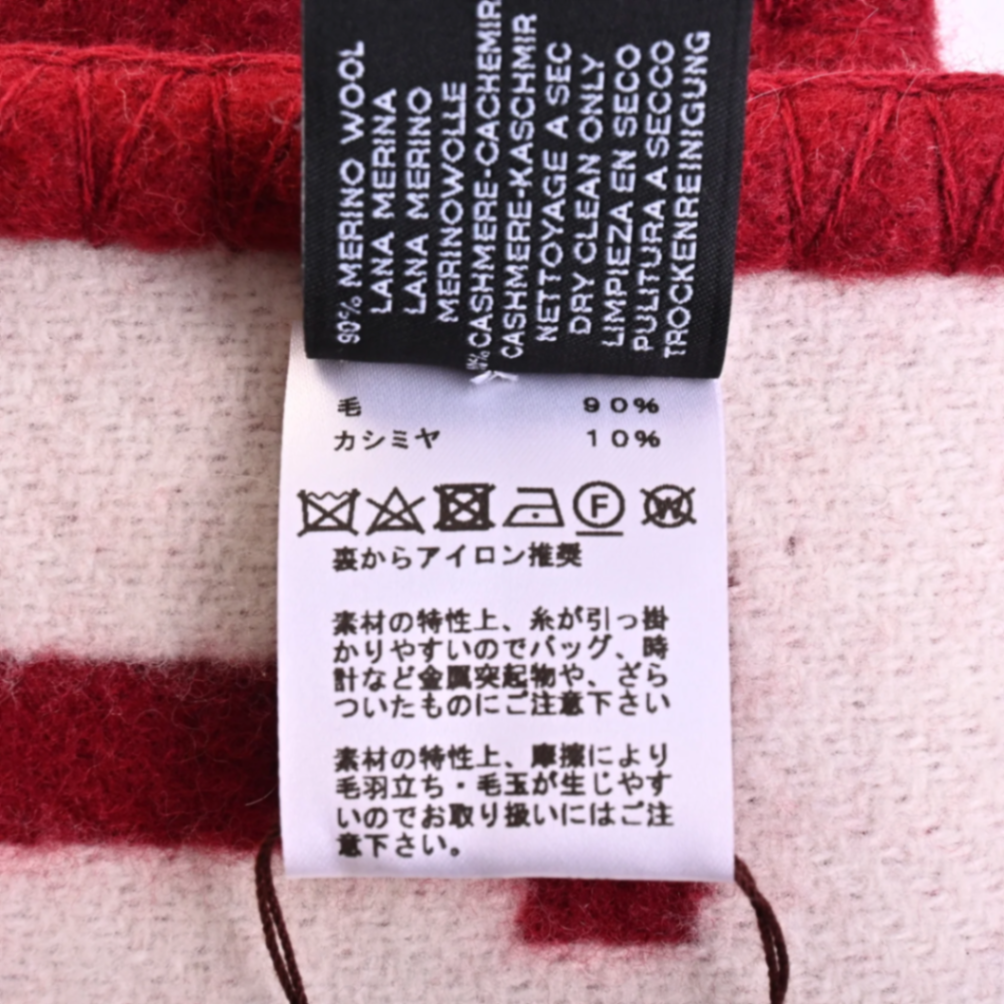 90% MERINO WOOL
LANA MERINA
LANA MERINO
MERINOWOLLE
CASHMERE-CACHEMIR
CASHMERE-KASCHMIR
NETTOYAGE A SEC
DRY CLEAN ONLY
LIMPIEZA EN SECO
PULITURA A SECCO
TROCKENREINIGUNG
毛 90%
カシミヤ 10%
F W
裏からアイロン推奨
素材の特性上、糸が引っ掛
かりやすいのでバッグ、時
計など金属突起物や、ざら
ついたものにご注意下さい
素材の特性上、摩擦により
毛羽立ち・毛玉が生じやす
いのでお取り扱いにはご注
意下さい。